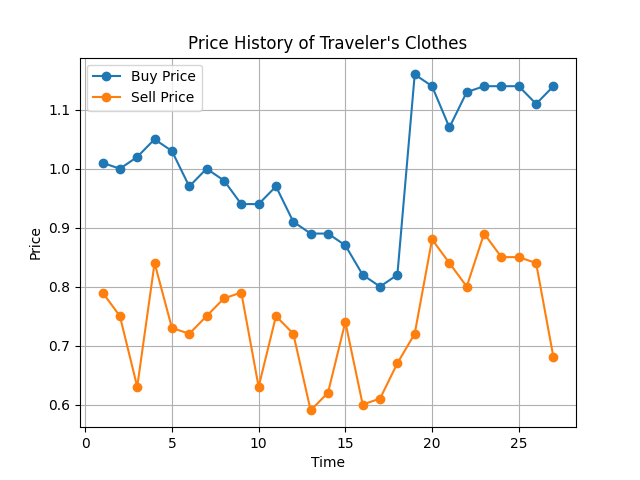 Price History of Traveler's Clothes
Buy Price
Sell Price
1.1
1.0
0.9
0.8
0.7
0.6
Price
0 5 10 15 20 25
Time